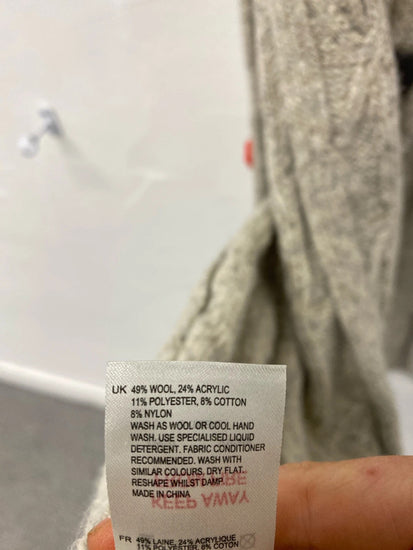 UK 49% WOOL, 24% ACRYLIC
11% POLYESTER, 8% COTTON
8% NYLON
WASH AS WOOL OR COOL HAND
WASH. USE SPECIALISED LIQUID
DETERGENT. FABRIC CONDITIONER
RECOMMENDED. WASH WITH
SIMILAR COLOURS, DRY FLAT..
RESHAPE WHILST DAMP
MADE IN CHINA
KEEP AWAY
FR 49% LAINE, 24% ACRYLIQUE
11% POLYESTER, 8% COTON